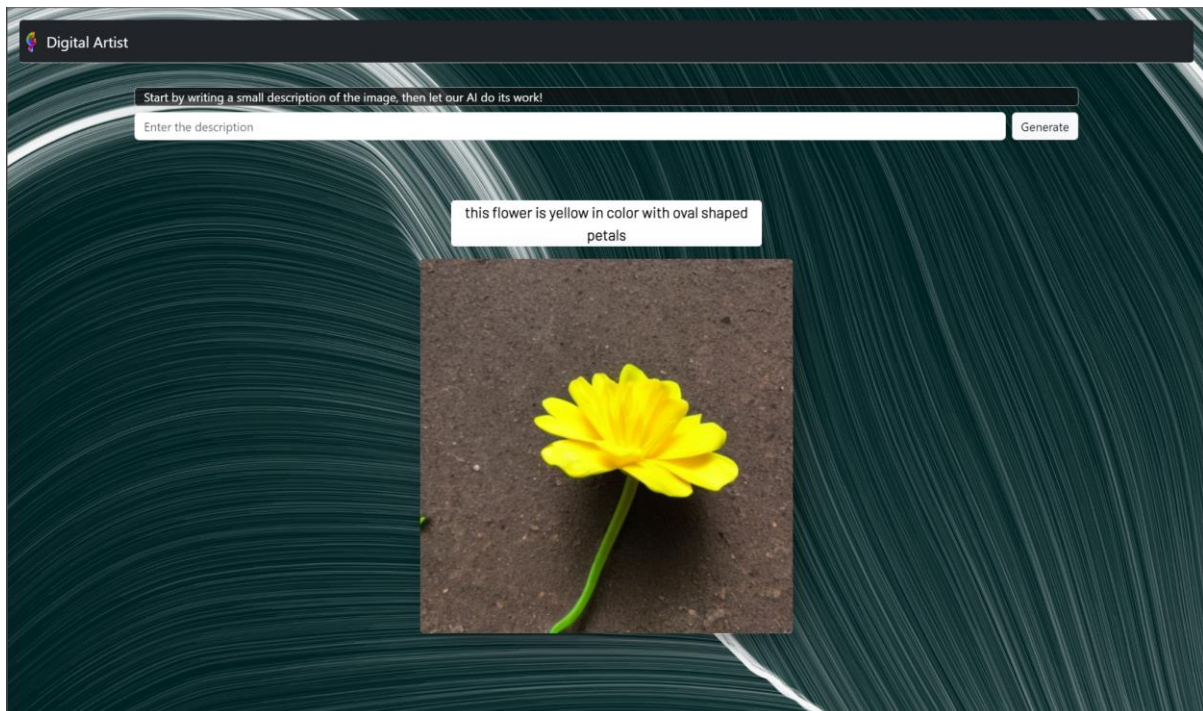 Digital Artist
Start by writing a small description of the image, then let our AI do its work!
Enter the description
Generate
this flower is yellow in color with oval shaped
petals